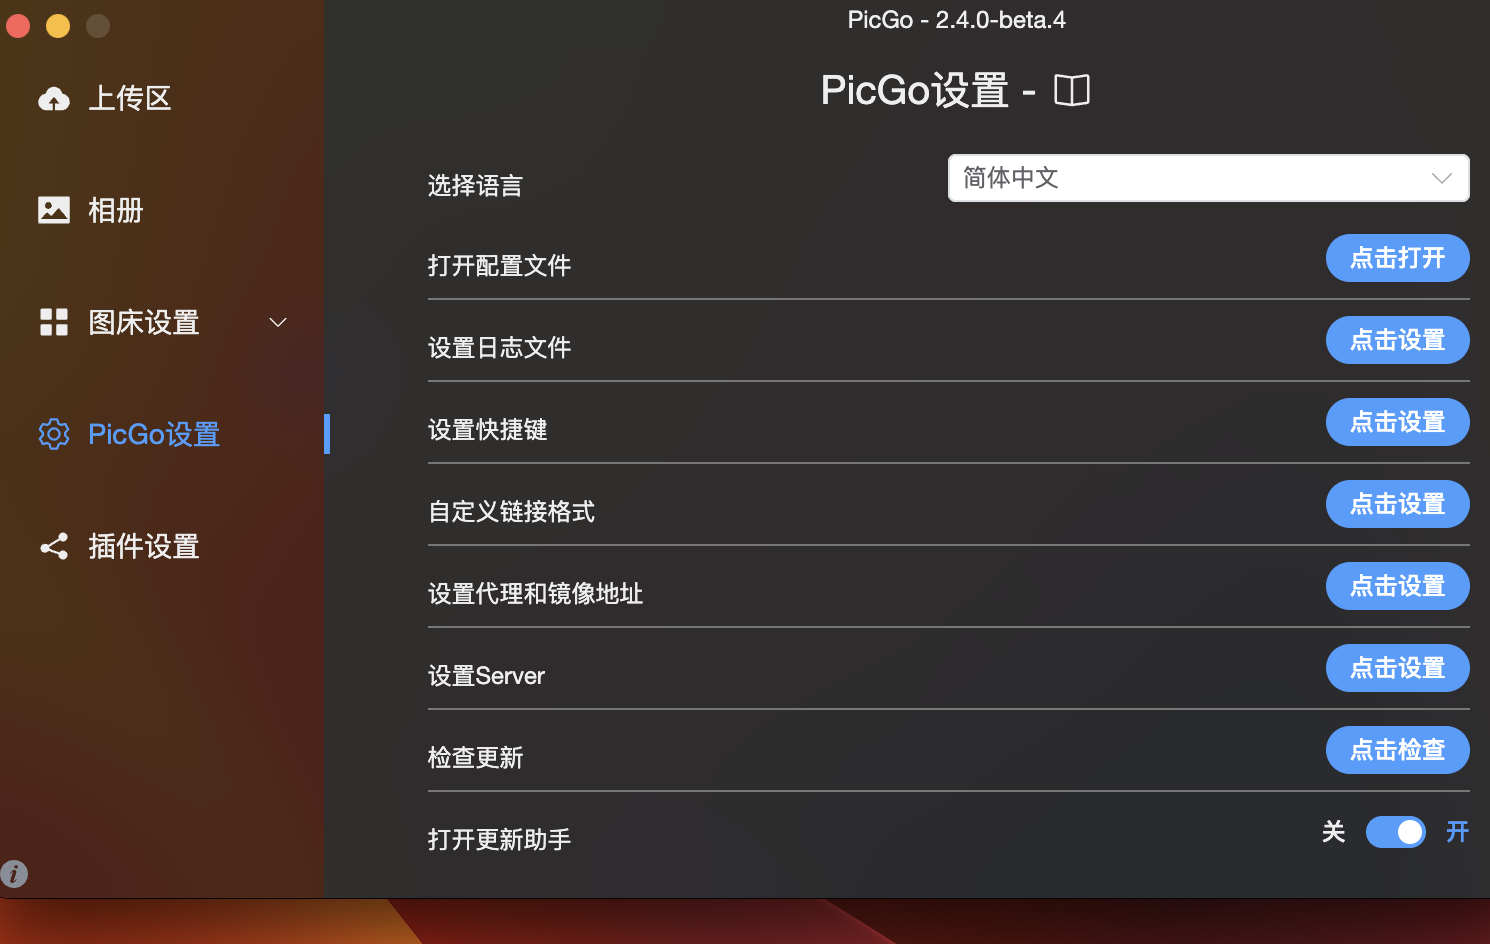 PicGo - 2.4.0-beta.4
上传区
相册
图床设置
PicGo设置
插件设置
PicGo设置 -
选择语言
简体中文
打开配置文件
点击打开
设置日志文件
点击设置
设置快捷键
点击设置
自定义链接格式
点击设置
设置代理和镜像地址
点击设置
设置Server
点击设置
检查更新
点击检查
打开更新助手
关 开
i